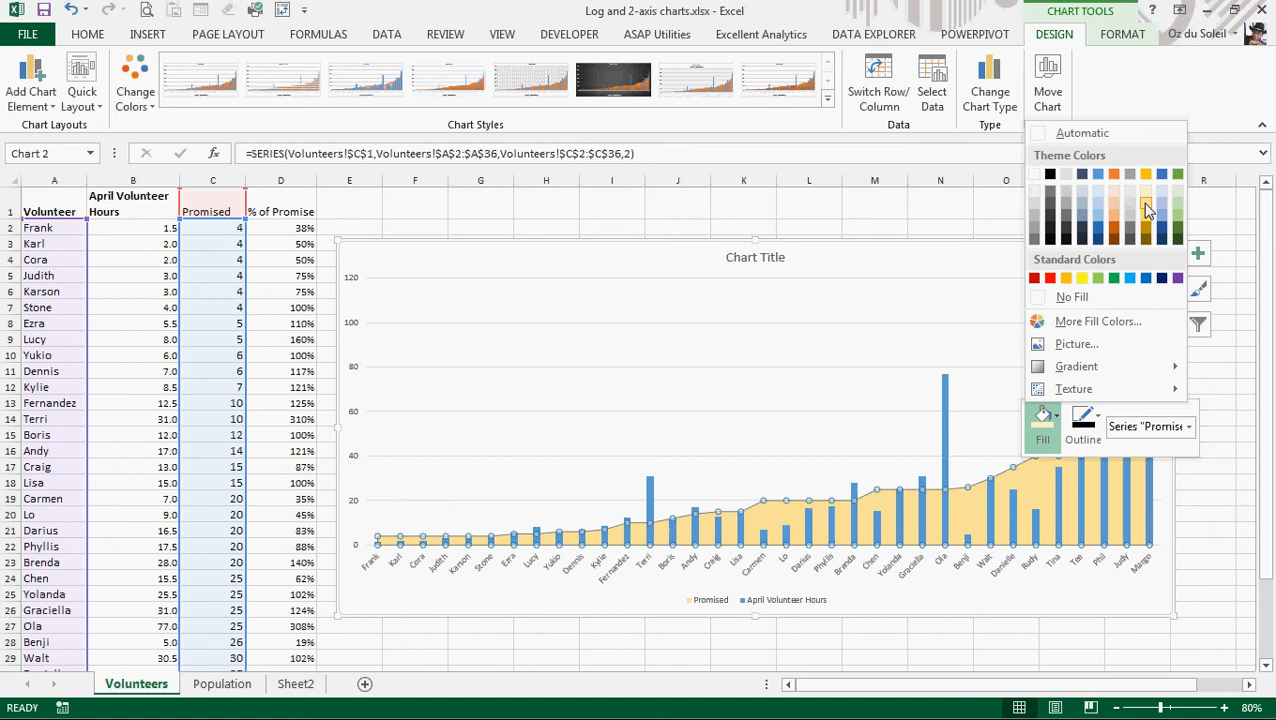 Log and 2-axis charts.xlsx - Excel
CHART TOOLS
FILE HOME INSERT PAGE LAYOUT FORMULAS DATA REVIEW VIEW DEVELOPER ASAP Utilities Excellent Analytics DATA EXPLORER POWERPIVOT DESIGN FORMAT Oz du Soleil
Add Chart Element
Quick Layout
Change Colors
Switch Row/ Column
Select Data
Change Chart Type
Move Chart
Chart Layouts Chart Styles Data Type
Chart 2 =SERIES(Volunteers!$C$1,Volunteers!$A$2:$A$36,Volunteers!$C$2:$C$36,2)
Automatic
Theme Colors
Standard Colors
No Fill
More Fill Colors...
Picture...
Gradient
Texture
Fill Outline Series "Promise
A B C D E F G H I J K L M N O R
1 Volunteer April Volunteer Hours Promised % of Promise
2 Frank 1.5 4 38%
3 Karl 2.0 4 50%
4 Cora 2.0 4 50%
5 Judith 3.0 4 75%
6 Karson 3.0 4 75%
7 Stone 4.0 4 100%
8 Ezra 5.5 5 110%
9 Lucy 8.0 5 160%
10 Yukio 6.0 6 100%
11 Dennis 7.0 6 117%
12 Kylie 8.5 7 121%
13 Fernandez 12.5 10 125%
14 Terri 31.0 10 310%
15 Boris 12.0 12 100%
16 Andy 17.0 14 121%
17 Craig 13.0 15 87%
18 Lisa 15.0 15 100%
19 Carmen 7.0 20 35%
20 Lo 9.0 20 45%
21 Darius 16.5 20 83%
22 Phyllis 17.5 20 88%
23 Brenda 28.0 20 140%
24 Chen 15.5 25 62%
25 Yolanda 25.5 25 102%
26 Graciella 31.0 25 124%
27 Ola 77.0 25 308%
28 Benji 5.0 26 19%
29 Walt 30.5 30 102%
Chart Title
120
100
80
60
40
20
0
Frank Karl Cora Judith Karson Stone Ezra Lucy Yukio Dennis Kylie Fernandez Terri Boris Andy Craig Lisa Carmen Lo Darius Phyllis Brenda Chen Yolanda Graciella Ola Benji Walt Danielle Rudy Tina Tee Phil Judy Margo
Promised April Volunteer Hours
Volunteers Population Sheet2
READY 80%